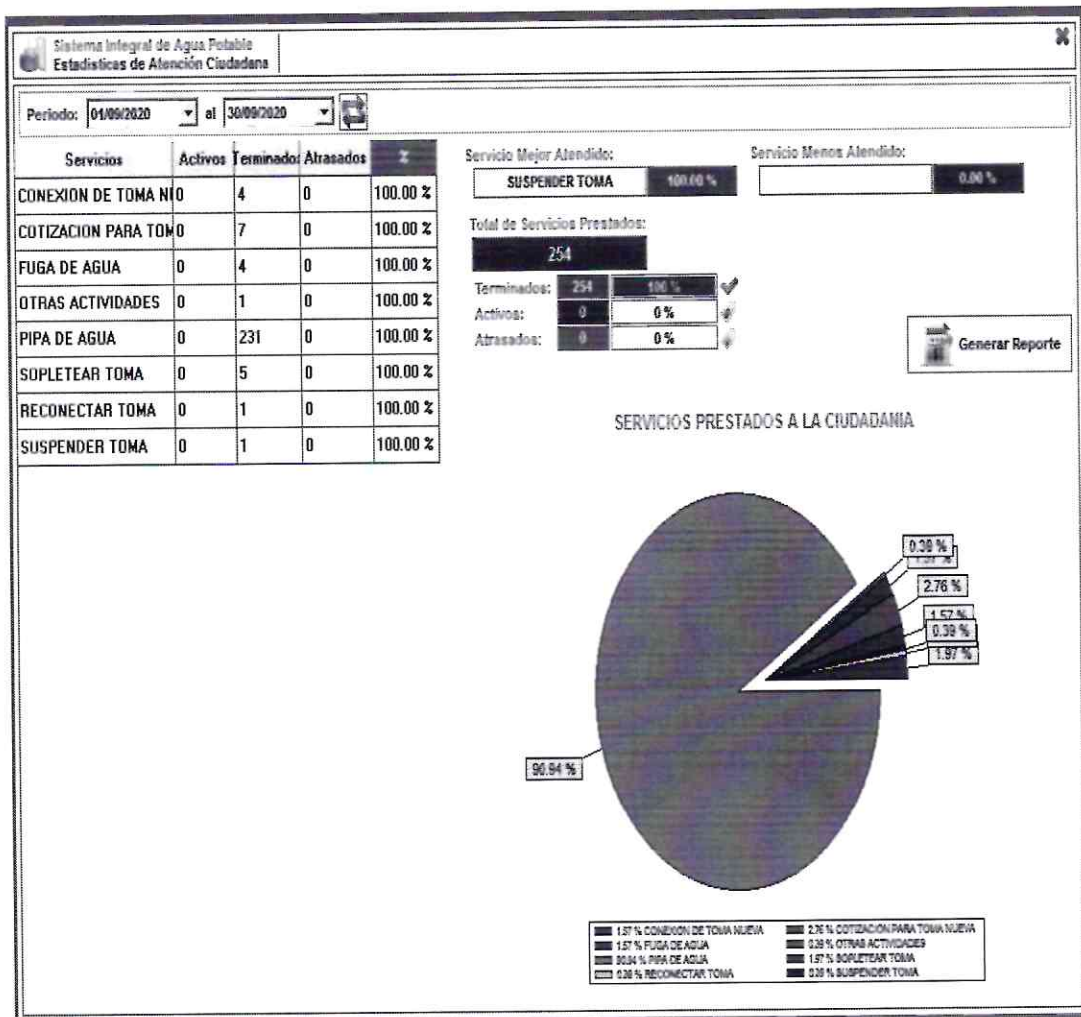 Sistema Integral de Agua Potable
Estadísticas de Atención Ciudadana
Periodo: 01/09/2020 al 30/09/2020
Servicios Activos Terminados Atrasados %
CONEXION DE TOMA NU 0 4 0 100.00 %
COTIZACION PARA TOM 0 7 0 100.00 %
FUGA DE AGUA 0 4 0 100.00 %
OTRAS ACTIVIDADES 0 1 0 100.00 %
PIPA DE AGUA 0 231 0 100.00 %
SOPLETEAR TOMA 0 5 0 100.00 %
RECONECTAR TOMA 0 1 0 100.00 %
SUSPENDER TOMA 0 1 0 100.00 %
Servicio Mejor Atendido:
SUSPENDER TOMA 100.00 %
Servicio Menos Atendido:
0.00 %
Total de Servicios Prestados:
254
Terminados: 254 100 %
Activos: 0 0 %
Atrasados: 0 0 %
Generar Reporte
SERVICIOS PRESTADOS A LA CIUDADANIA
0.39 %
1.57 %
2.76 %
1.57 %
0.39 %
1.97 %
90.94 %
1.57 % CONEXION DE TOMA NUEVA 2.76 % COTIZACION PARA TOMA NUEVA
1.57 % FUGA DE AGUA 0.39 % OTRAS ACTIVIDADES
90.94 % PIPA DE AGUA 1.97 % SOPLETEAR TOMA
0.39 % RECONECTAR TOMA 0.39 % SUSPENDER TOMA